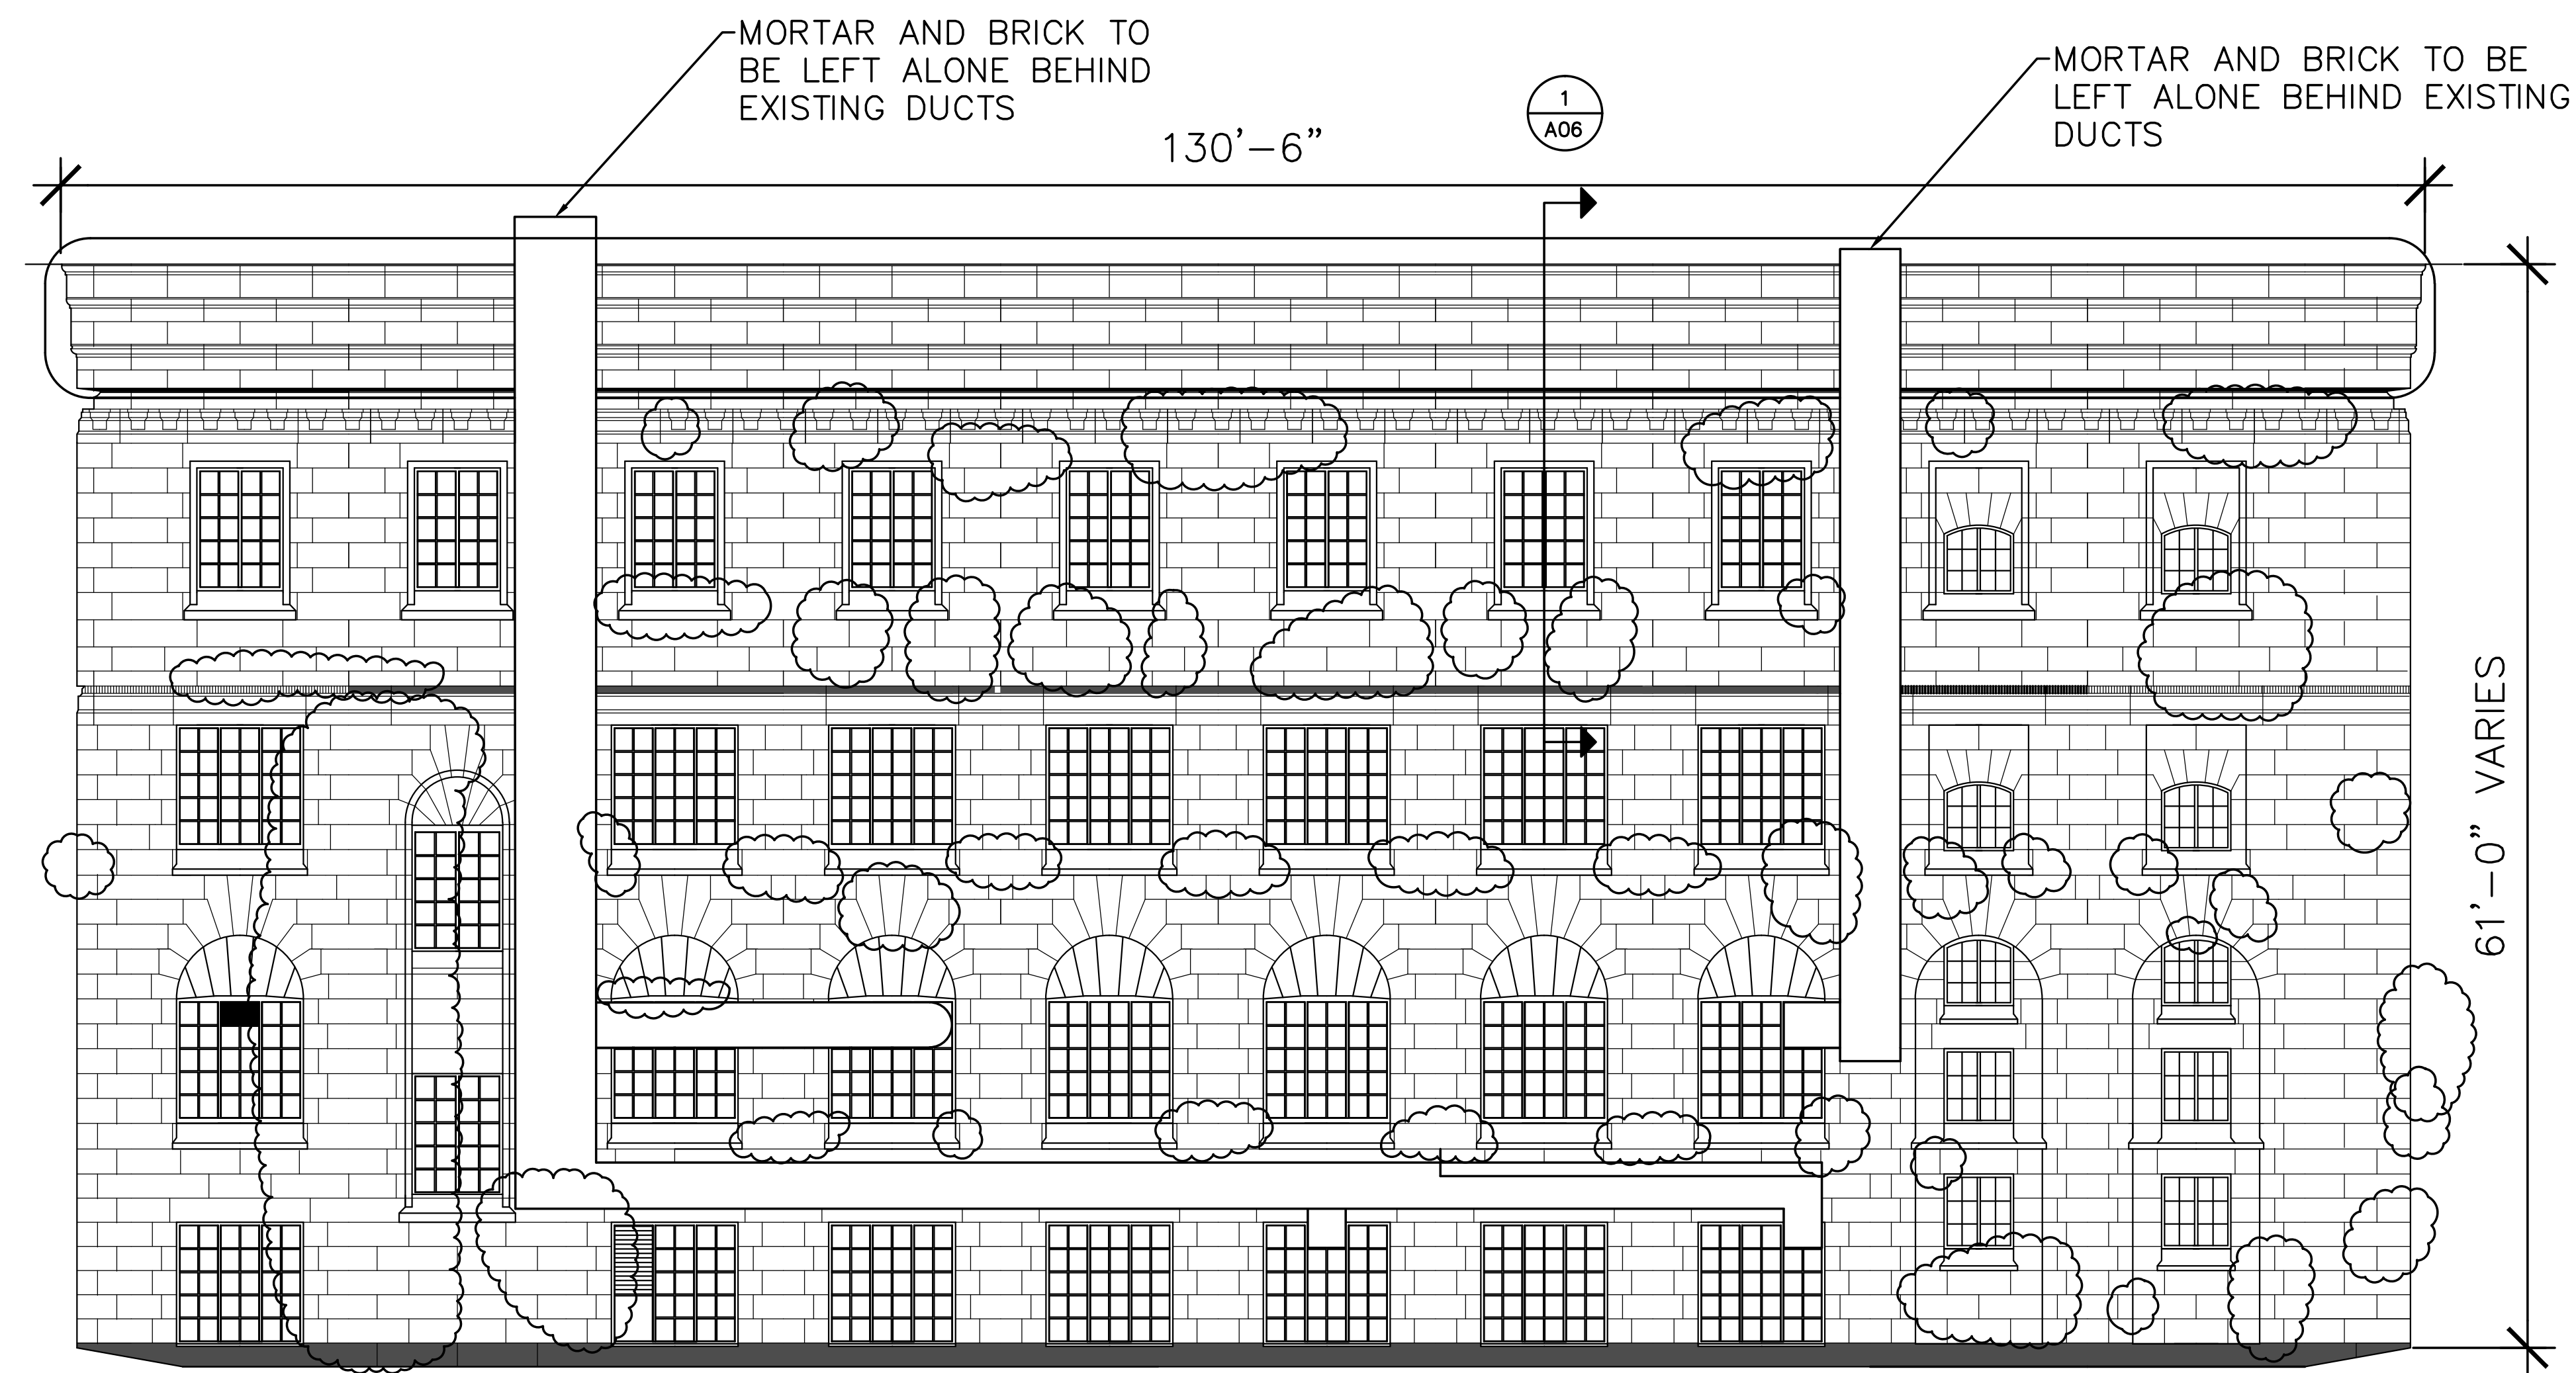 MORTAR AND BRICK TO
BE LEFT ALONE BEHIND
EXISTING DUCTS
MORTAR AND BRICK TO BE
LEFT ALONE BEHIND EXISTING
DUCTS
1
A06
130'-6"
61'-0" VARIES